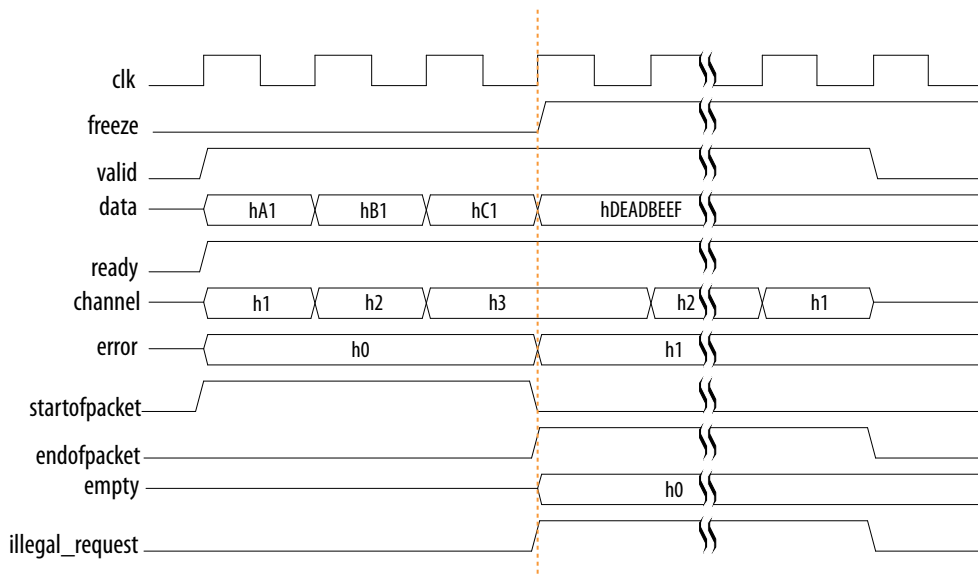 clk
freeze
valid
data hA1 hB1 hC1 hDEADBEEF
ready
channel h1 h2 h3 h2 h1
error h0 h1
startofpacket
endofpacket
empty h0
illegal_request